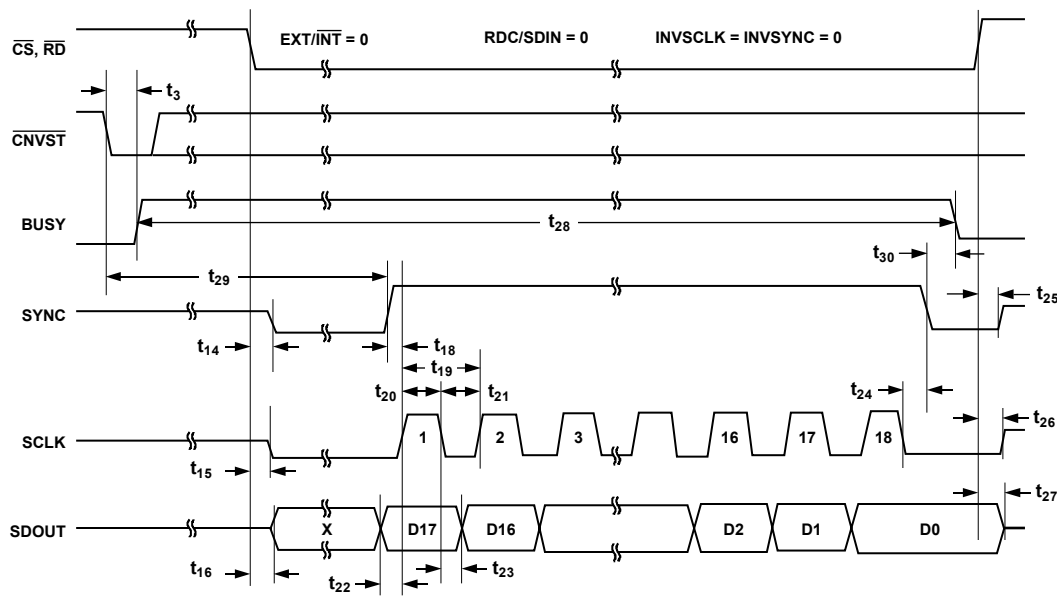 EXT/INT = 0 RDC/SDIN = 0 INVSCLK = INVSYNC = 0
CS, RD
t3
CNVST
BUSY
t28
t30
t29
t25
SYNC
t14
t18
t19
t20
t21
t24
t26
SCLK
1 2 3 16 17 18
t15
t27
SDOUT
X D17 D16 D2 D1 D0
t16
t22
t23